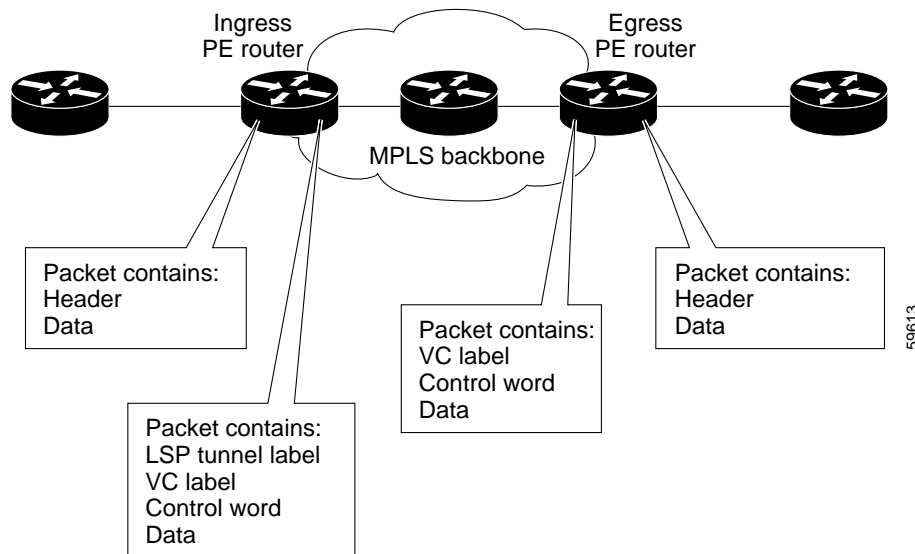 Ingress
PE router
Egress
PE router
MPLS backbone
Packet contains:
Header
Data
Packet contains:
LSP tunnel label
VC label
Control word
Data
Packet contains:
VC label
Control word
Data
Packet contains:
Header
Data
59613